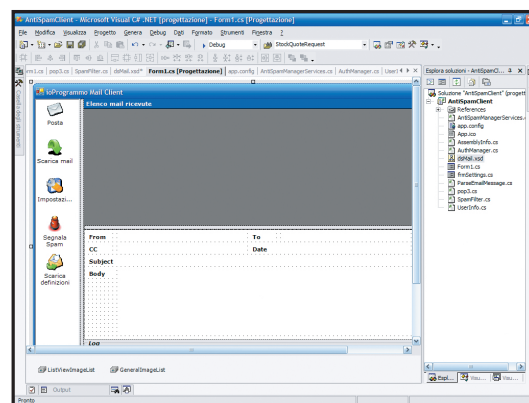 AntiSpamClient - Microsoft Visual C# .NET [progettazione] - Form1.cs [Progettazione]
File Modifica Visualizza Progetto Genera Debug Dati Formato Strumenti Finestra ?
Debug StockQuoteRequest
pop3.cs SpamFilter.cs dsMail.xsd* Form1.cs [Progettazione] app.config AntiSpamManagerServices.cs AuthManager.cs User
Esplora soluzioni - AntiSpamCl...
Soluzione "AntiSpamClient" (progett
AntiSpamClient
References
AntiSpamManagerServices.
app.config
App.ico
AssemblyInfo.cs
AuthManager.cs
dsMail.xsd
Form1.cs
frmSettings.cs
ParseEmailMessage.cs
pop3.cs
SpamFilter.cs
UserInfo.cs
ioProgrammo Mail Client
Posta
Scarica mail
Impostazi...
Segnala
Spam
Scarica
definizioni
Elenco mail ricevute
From To
CC Date
Subject
Body
Log
ListViewImageList GeneralImageList
Output
Espl... Visu... Visu...
Pronto